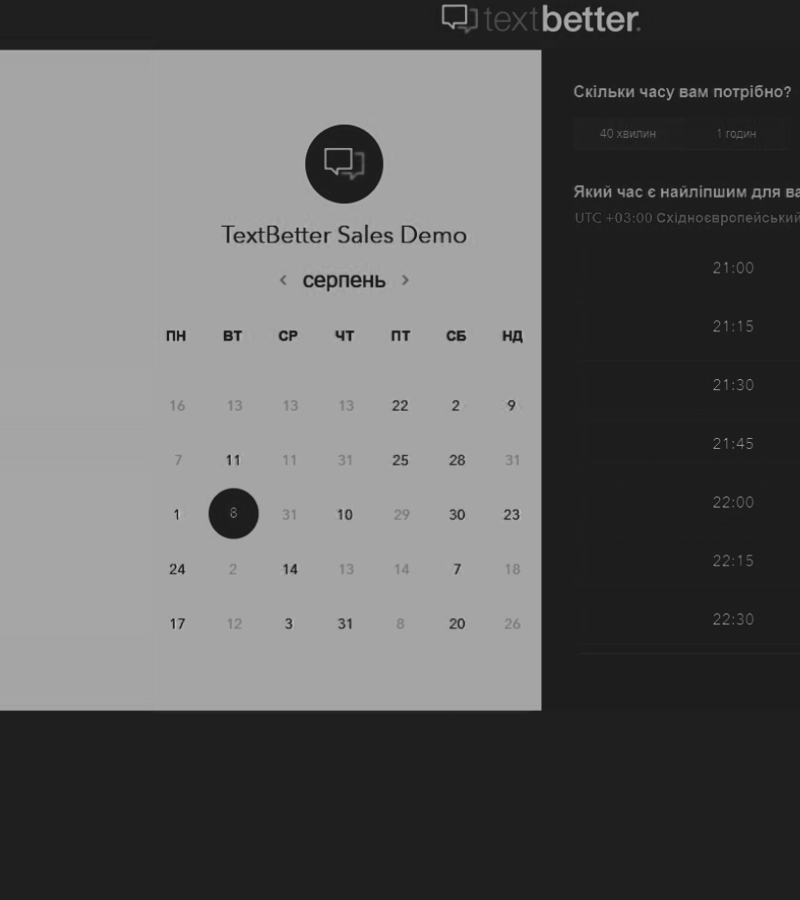 textbetter.
TextBetter Sales Demo
< серпень >
ПН ВТ СР ЧТ ПТ СБ НД
16 13 13 13 22 2 9
7 11 11 31 25 28 31
1 8 31 10 29 30 23
24 2 14 13 14 7 18
17 12 3 31 8 20 26
Скільки часу вам потрібно?
40 хвилин 1 годин
Який час є найліпшим для ва
UTC +03:00 Східноєвропейський
21:00
21:15
21:30
21:45
22:00
22:15
22:30